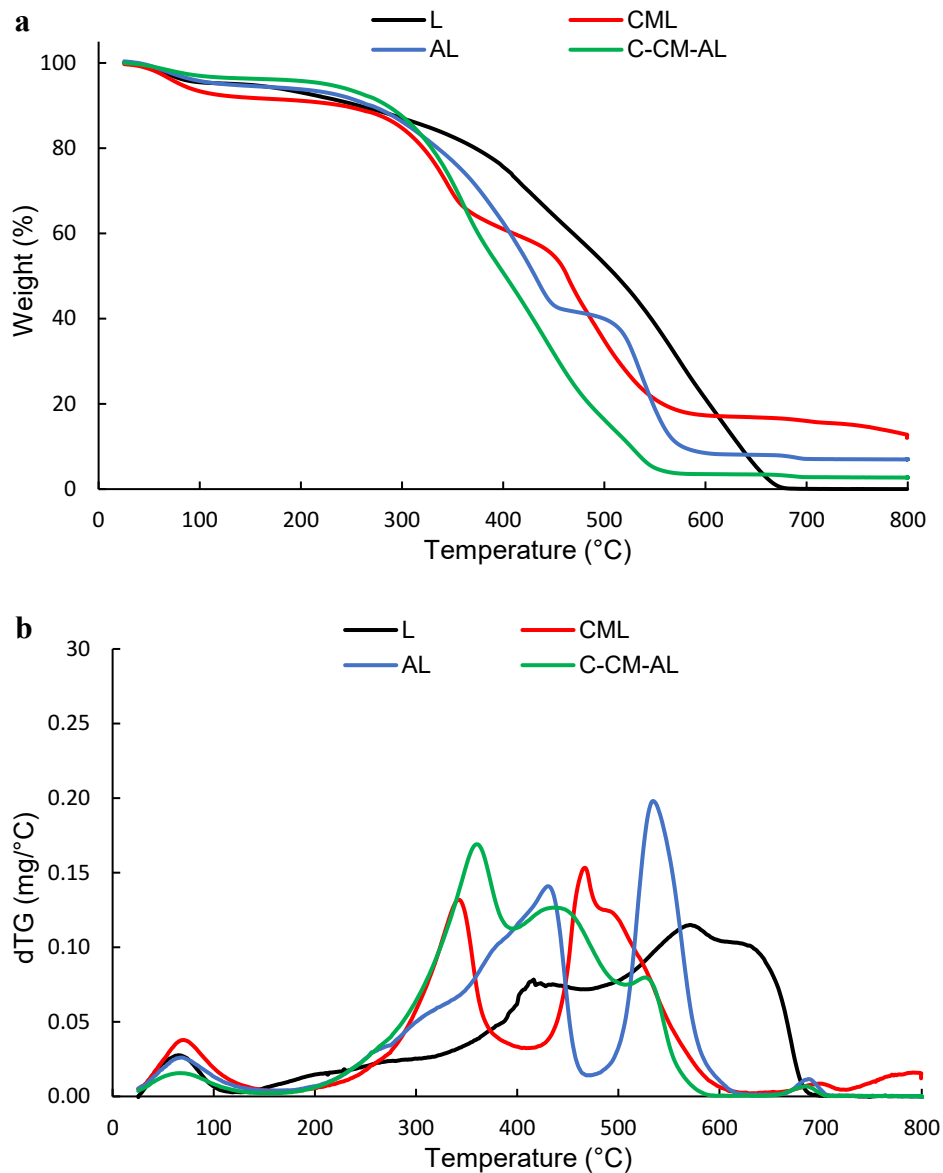 a
L CML
AL C-CM-AL
100
80
60
40
20
0
Weight (%)
0 100 200 300 400 500 600 700 800
Temperature (°C)
b
L CML
AL C-CM-AL
30
0.25
0.20
0.15
0.10
0.05
0.00
dTG (mg/°C)
0 100 200 300 400 500 600 700 800
Temperature (°C)